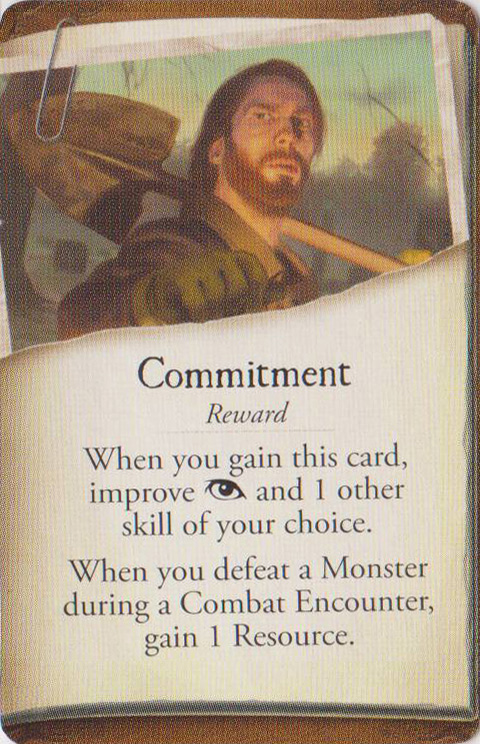 Commitment
Reward
When you gain this card,
improve and 1 other
skill of your choice.
When you defeat a Monster
during a Combat Encounter,
gain 1 Resource.